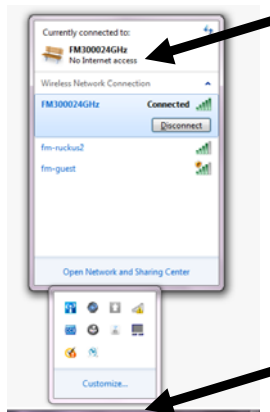 Currently connected to:
FM300024GHz
No Internet access
Wireless Network Connection
FM300024GHz Connected
Disconnect
fm-ruckus2
fm-guest
Open Network and Sharing Center
Customize...